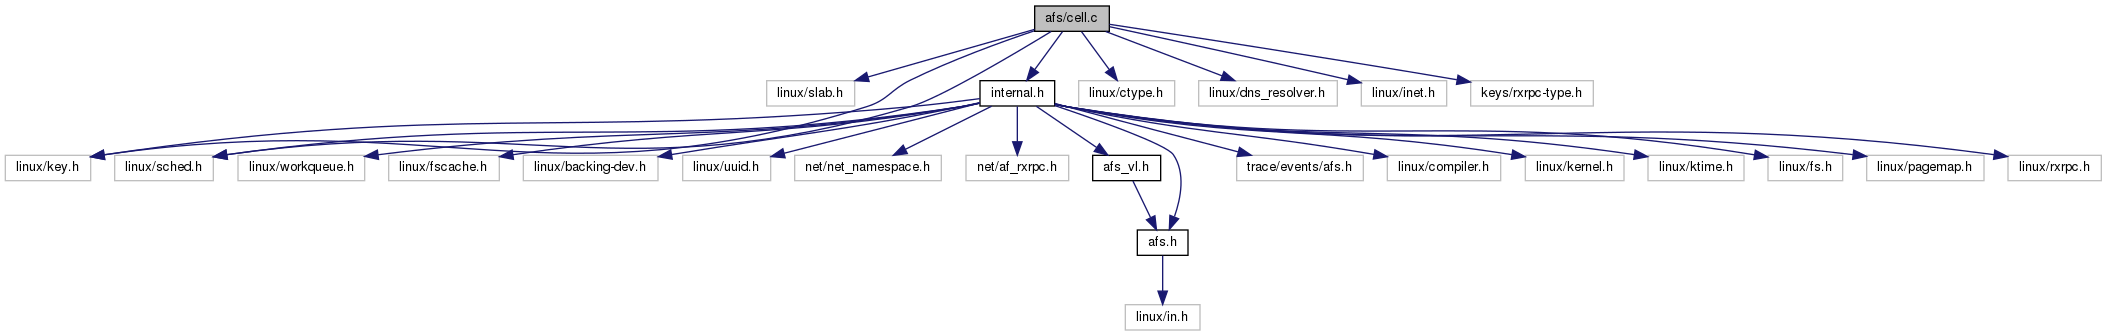 afs/cell.c
linux/slab.h
internal.h
linux/ctype.h
linux/dns_resolver.h
linux/inet.h
keys/rxrpc-type.h
linux/key.h
linux/sched.h
linux/workqueue.h
linux/fscache.h
linux/backing-dev.h
linux/uuid.h
net/net_namespace.h
net/af_rxrpc.h
afs_vl.h
trace/events/afs.h
linux/compiler.h
linux/kernel.h
linux/ktime.h
linux/fs.h
linux/pagemap.h
linux/rxrpc.h
afs.h
linux/in.h